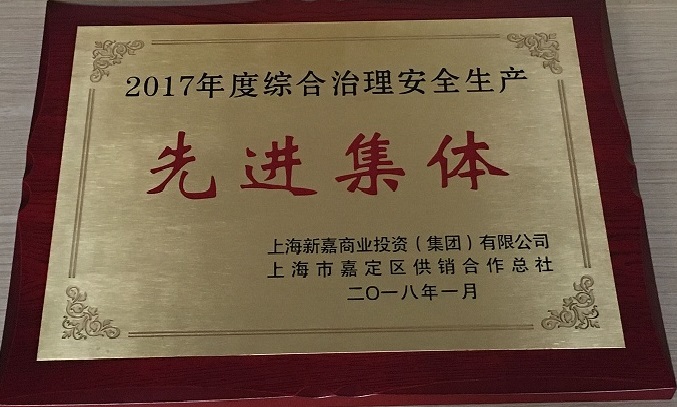 2017年度综合治理安全生产
先进集体
上海新嘉商业投资（集团）有限公司
上海市嘉定区供销合作总社
二〇一八年一月